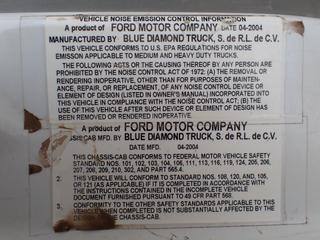 VEHICLE NOISE EMISSION CONTROL INFORMATION
A product of FORD MOTOR COMPANY DATE 04-2004
MANUFACTURED BY BLUE DIAMOND TRUCK, S. de R.L. de C.V.
THIS VEHICLE CONFORMS TO U.S. EPA REGULATIONS FOR NOISE
EMISSON APPLICABLE TO MEDIUM AND HEAVY DUTY TRUCKS.
THE FOLLOWING ACTS OR THE CAUSING THEREOF BY ANY PERSON ARE
PROHIBITED BY THE NOISE CONTROL ACT OF 1972: (A) THE REMOVAL OR
RENDERING INOPERATIVE, OTHER THAN FOR PURPOSES OF MAINTEN-
ANCE, REPAIR, OR REPLACEMENT, OF ANY NOISE CONTROL DEVICE OR
ELEMENT OF DESIGN (LISTED IN OWNER'S MANUAL) INCORPORATED INTO
THIS VEHICLE IN COMPLIANCE WITH THE NOISE CONTROL ACT; (B) THE
USE OF THIS VEHICLE AFTER SUCH DEVICE OR ELEMENT OF DESIGN HAS
BEEN REMOVED OR RENDERED INOPERATIVE.
A product of FORD MOTOR COMPANY
SIS-CAB MFD. BY BLUE DIAMOND TRUCK, S. de R.L. de C.V.
DATE MFD. 04-2004
THIS CHASSIS-CAB CONFORMS TO FEDERAL MOTOR VEHICLE SAFETY
STANDARD NOS. 101, 102, 103, 104, 106, 111, 113, 116, 119, 124, 205, 206,
207, 208, 209, 210, 302, AND PART 565.4.
2. THIS VEHICLE WILL CONFORM TO STANDARD NOS. 108, 120, AND 105,
OR 121 (AS APPLICABLE) IF IT IS COMPLETED IN ACCORDANCE
WITH THE INSTRUCTIONS CONTAINED IN THE INCOMPLETE VEHICLE
DOCUMENT FURNISHED PURSUANT TO 49 CFR PART 568.
3. CONFORMITY TO THE OTHER SAFETY STANDARDS APPLICABLE TO THIS
VEHICLE WHEN COMPLETED IS NOT SUBSTANTIALLY AFFECTED BY THE
DESIGN OF THE CHASSIS-CAB.